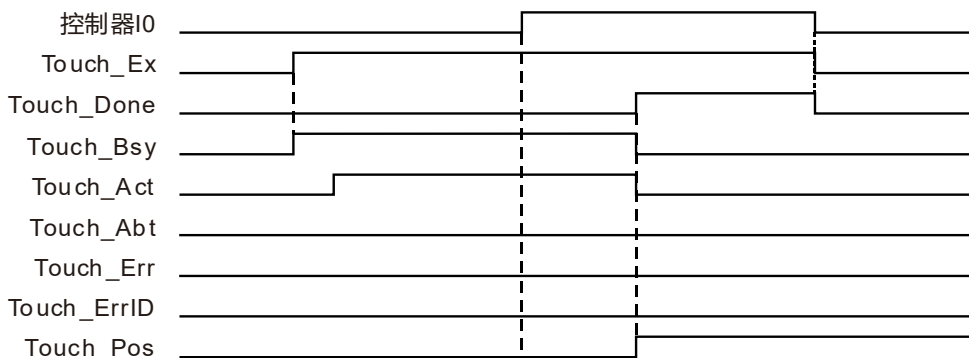 控制器I0
Touch_Ex
Touch_Done
Touch_Bsy
Touch_Act
Touch_Abt
Touch_Err
Touch_ErrID
Touch_Pos